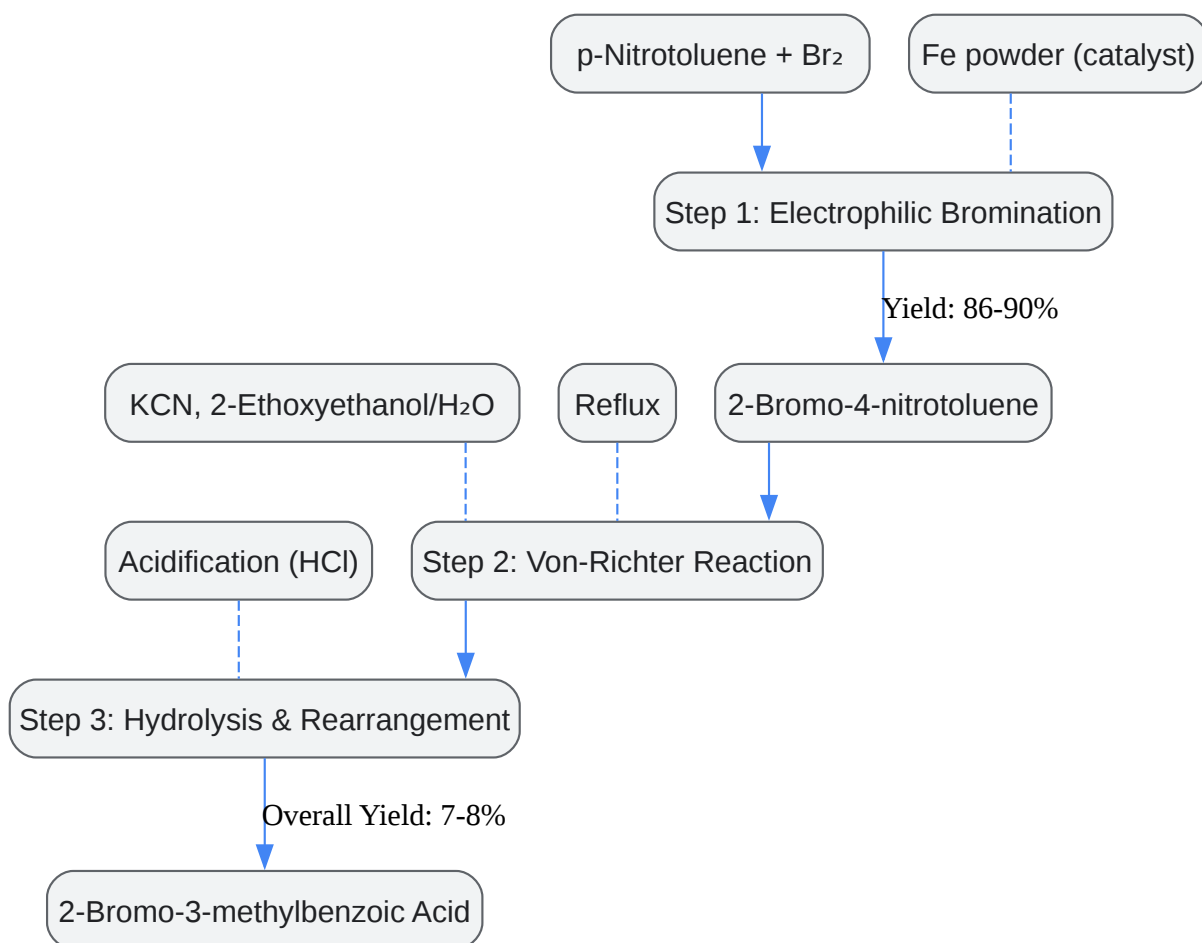 p-Nitrotoluene + Br₂
Fe powder (catalyst)
Step 1: Electrophilic Bromination
Yield: 86-90%
KCN, 2-Ethoxyethanol/H₂O
Reflux
2-Bromo-4-nitrotoluene
Acidification (HCl)
Step 2: Von-Richter Reaction
Step 3: Hydrolysis & Rearrangement
Overall Yield: 7-8%
2-Bromo-3-methylbenzoic Acid